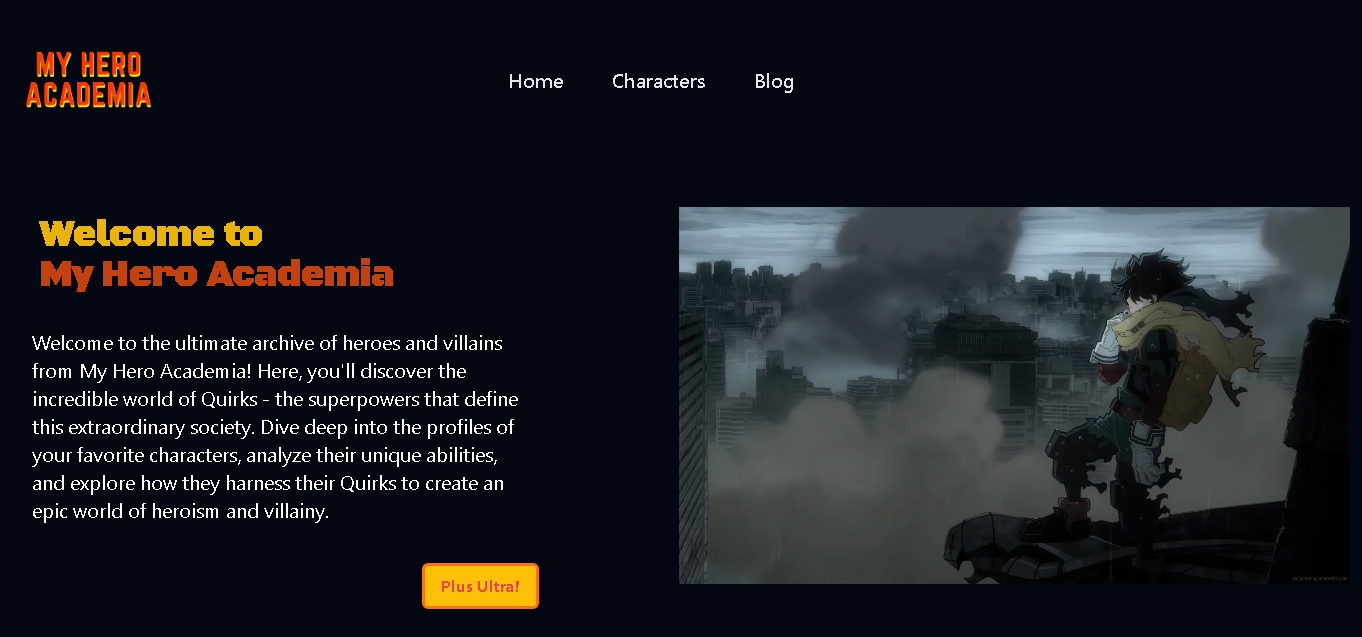 MY HERO
ACADEMIA
Home Characters Blog
Welcome to
My Hero Academia
Welcome to the ultimate archive of heroes and villains
from My Hero Academia! Here, you'll discover the
incredible world of Quirks - the superpowers that define
this extraordinary society. Dive deep into the profiles of
your favorite characters, analyze their unique abilities,
and explore how they harness their Quirks to create an
epic world of heroism and villainy.
Plus Ultra!